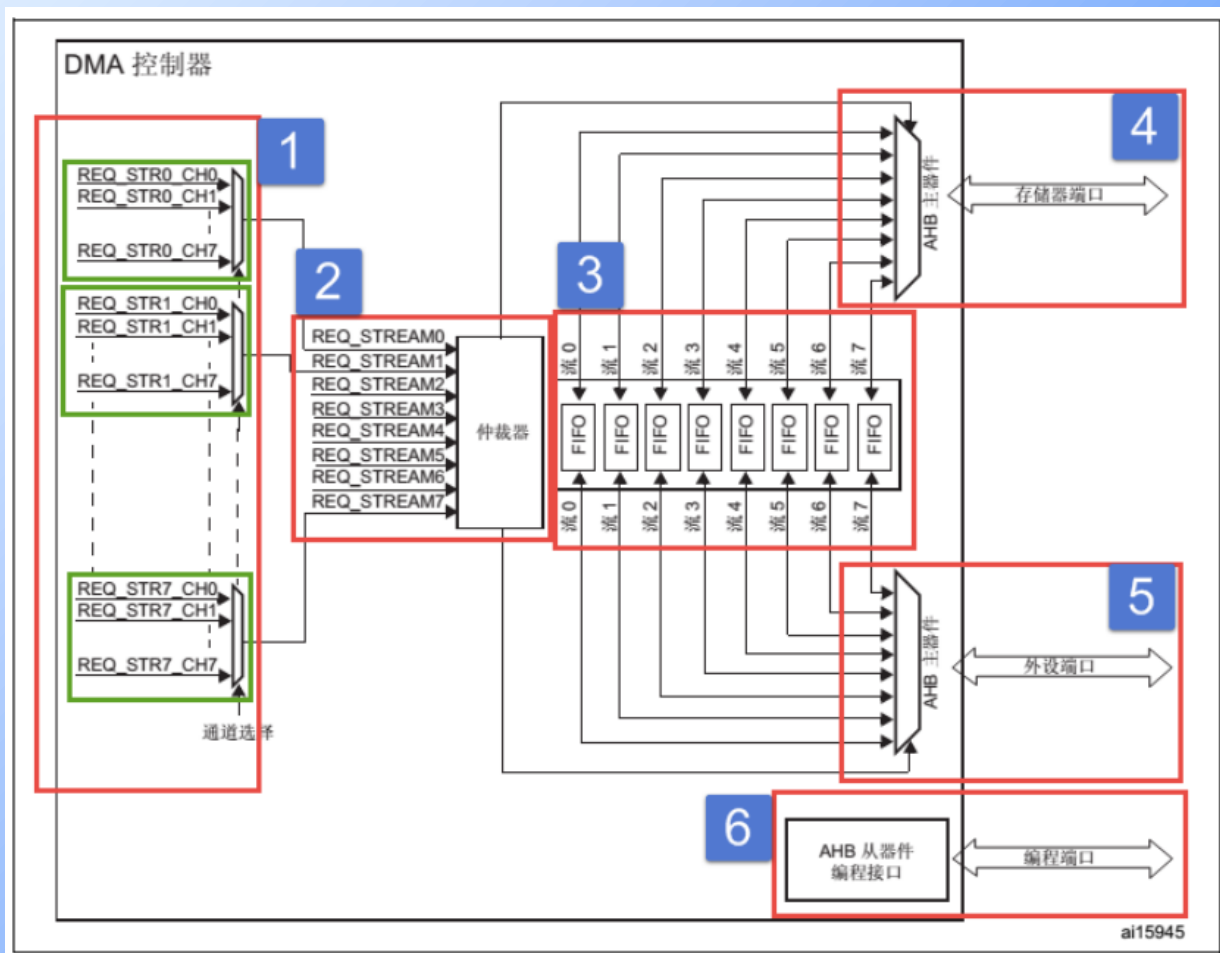 DMA 控制器
1
REQ_STR0_CH0
REQ_STR0_CH1
REQ_STR0_CH7
REQ_STR1_CH0
REQ_STR1_CH1
REQ_STR1_CH7
REQ_STR7_CH0
REQ_STR7_CH1
REQ_STR7_CH7
通道选择
2
REQ_STREAM0
REQ_STREAM1
REQ_STREAM2
REQ_STREAM3
REQ_STREAM4
REQ_STREAM5
REQ_STREAM6
REQ_STREAM7
仲裁器
3
流 0
流 1
流 2
流 3
流 4
流 5
流 6
流 7
FIFO
FIFO
FIFO
FIFO
FIFO
FIFO
FIFO
FIFO
流 0
流 1
流 2
流 3
流 4
流 5
流 6
流 7
4
AHB 主器件
存储器端口
5
AHB 主器件
外设端口
6
AHB 从器件
编程接口
编程端口
ai15945